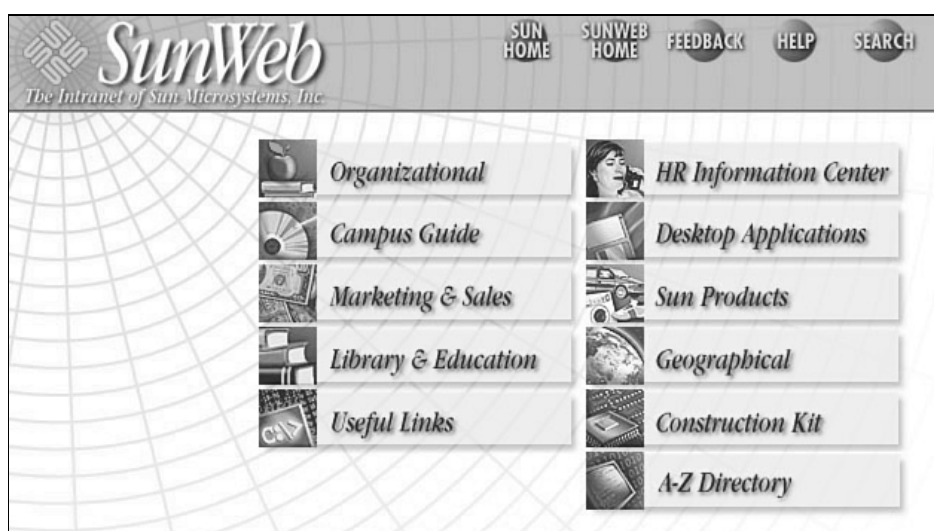 SunWeb
The Intranet of Sun Microsystems, Inc.
SUN
HOME
SUNWEB
HOME
FEEDBACK
HELP
SEARCH
Organizational
Campus Guide
Marketing & Sales
Library & Education
Useful Links
HR Information Center
Desktop Applications
Sun Products
Geographical
Construction Kit
A-Z Directory